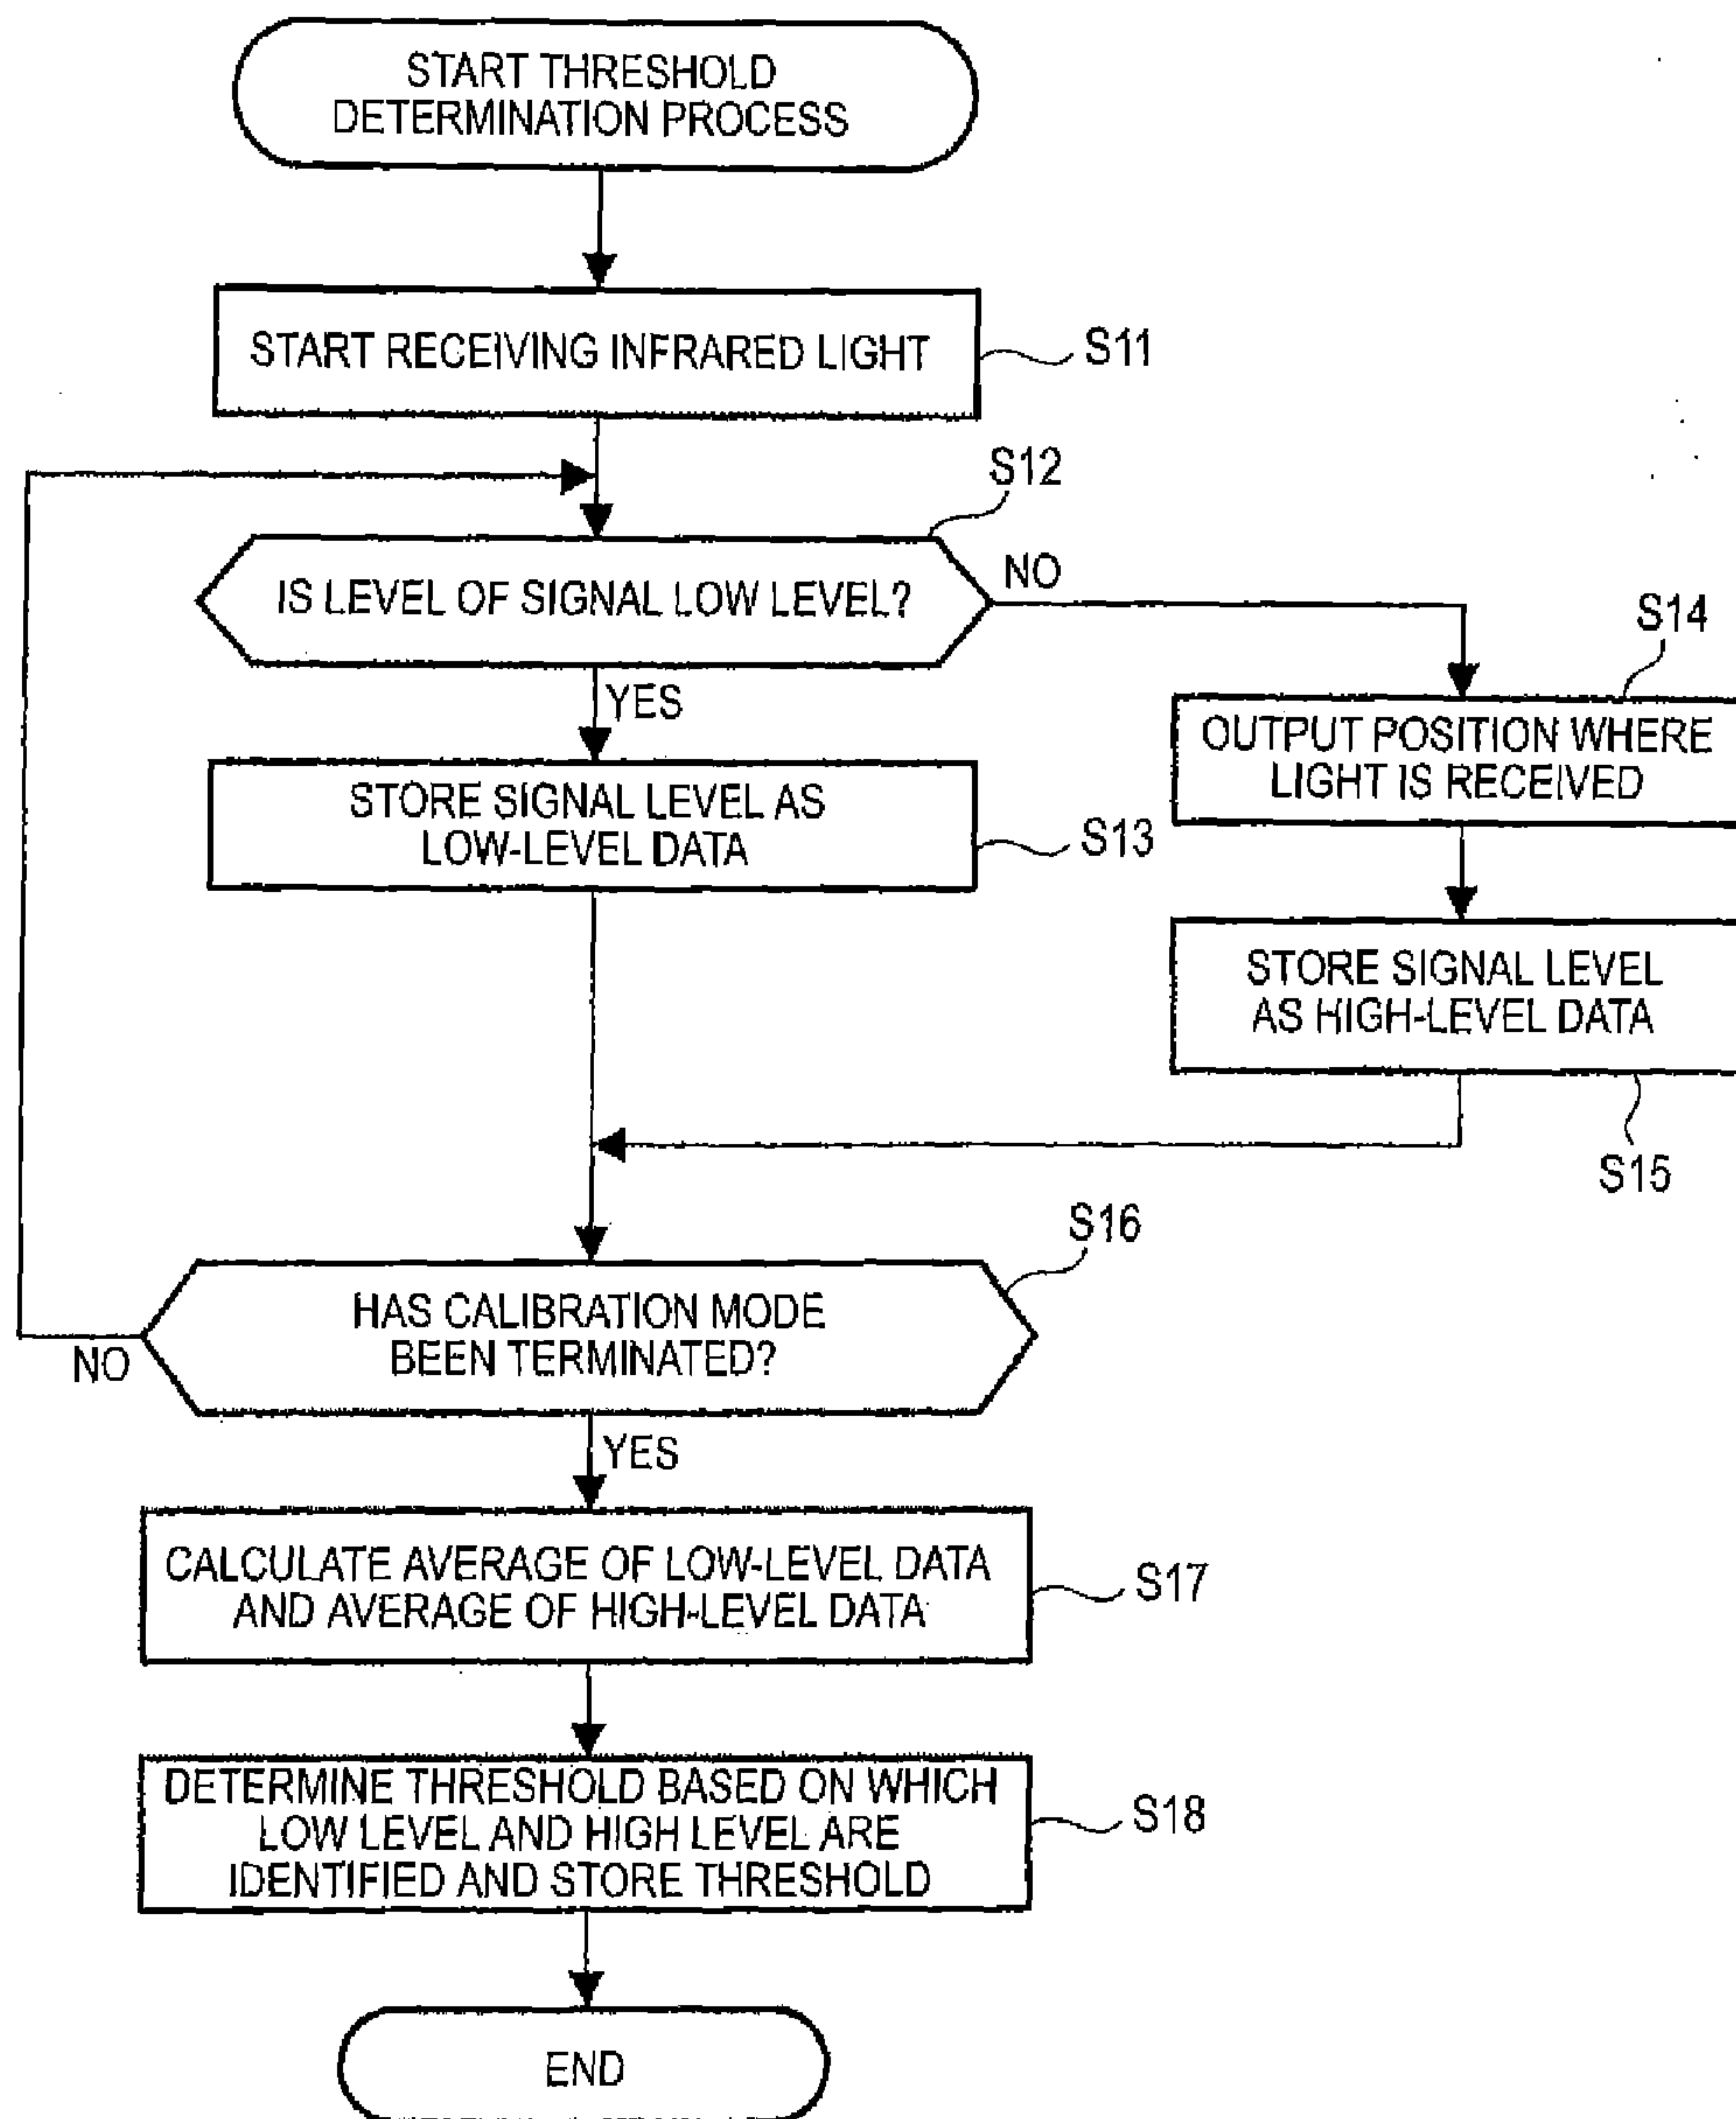 START THRESHOLD
DETERMINATION PROCESS
START RECEIVING INFRARED LIGHT
S11
S12
IS LEVEL OF SIGNAL LOW LEVEL?
NO
YES
S14
OUTPUT POSITION WHERE
LIGHT IS RECEIVED
STORE SIGNAL LEVEL AS
LOW-LEVEL DATA
S13
STORE SIGNAL LEVEL
AS HIGH-LEVEL DATA
S15
S16
HAS CALIBRATION MODE
BEEN TERMINATED?
NO
YES
CALCULATE AVERAGE OF LOW-LEVEL DATA
AND AVERAGE OF HIGH-LEVEL DATA
S17
DETERMINE THRESHOLD BASED ON WHICH
LOW LEVEL AND HIGH LEVEL ARE
IDENTIFIED AND STORE THRESHOLD
S18
END